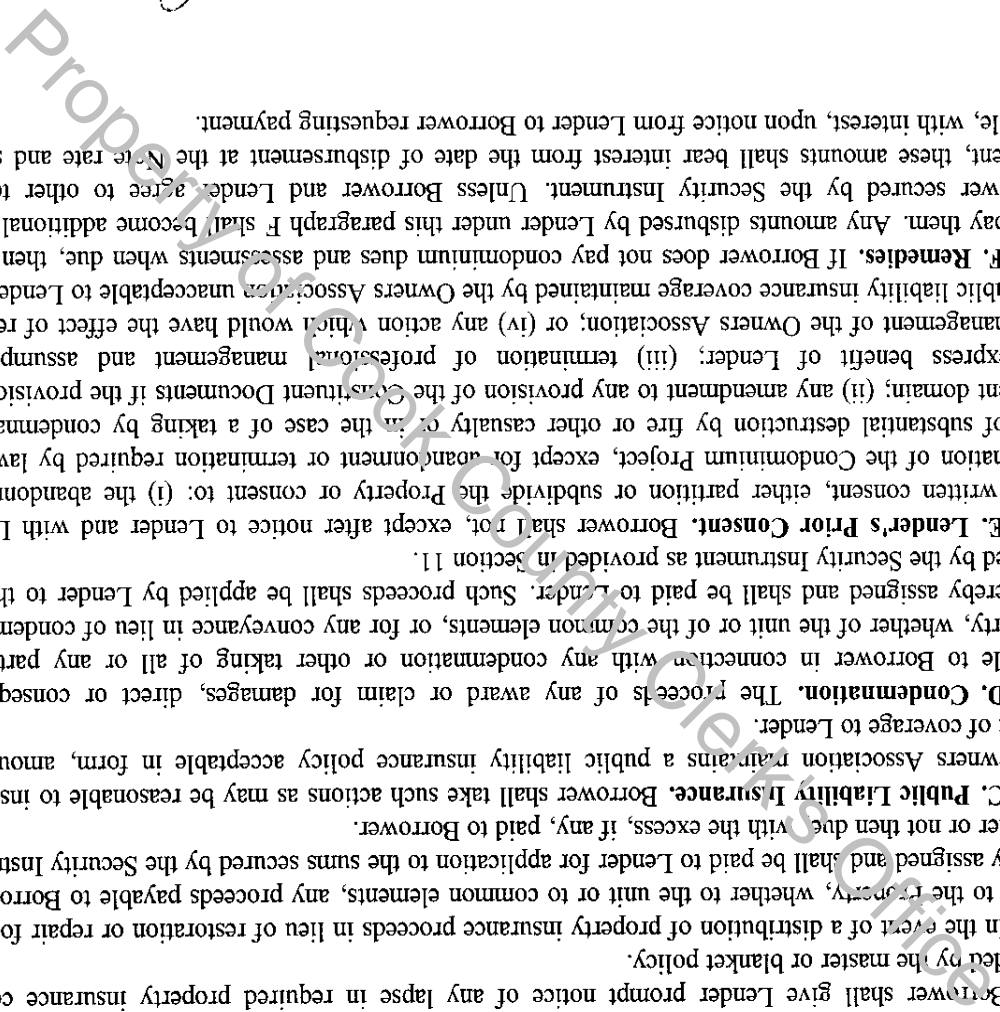 Borrower shall give Lender prompt notice of any lapse in required property insurance co
ded by the master or blanket policy.
In the event of a distribution of property insurance proceeds in lieu of restoration or repair fo
to the Property, whether to the unit or to common elements, any proceeds payable to Borro
y assigned and shall be paid to Lender for application to the sums secured by the Security Instr
er or not then due, with the excess, if any, paid to Borrower.
C. Public Liability Insurance. Borrower shall take such actions as may be reasonable to ins
wners Association maintains a public liability insurance policy acceptable in form, amou
of coverage to Lender.
D. Condemnation. The proceeds of any award or claim for damages, direct or conseq
le to Borrower in connection with any condemnation or other taking of all or any part
rty, whether of the unit or of the common elements, or for any conveyance in lieu of condem
ereby assigned and shall be paid to Lender. Such proceeds shall be applied by Lender to th
ed by the Security Instrument as provided in Section 11.
E. Lender's Prior Consent. Borrower shall not, except after notice to Lender and with L
written consent, either partition or subdivide the Property or consent to: (i) the abandonm
nation of the Condominium Project, except for abandonment or termination required by law
of substantial destruction by fire or other casualty or in the case of a taking by condemna
nt domain; (ii) any amendment to any provision of the Constituent Documents if the provisio
xpress benefit of Lender; (iii) termination of professional management and assump
management of the Owners Association; or (iv) any action which would have the effect of re
ublic liability insurance coverage maintained by the Owners Association unacceptable to Lende
F. Remedies. If Borrower does not pay condominium dues and assessments when due, then
pay them. Any amounts disbursed by Lender under this paragraph F shall become additional
wer secured by the Security Instrument. Unless Borrower and Lender agree to other t
ent, these amounts shall bear interest from the date of disbursement at the Note rate and s
le, with interest, upon notice from Lender to Borrower requesting payment.
Property of Cook County Clerk's Office